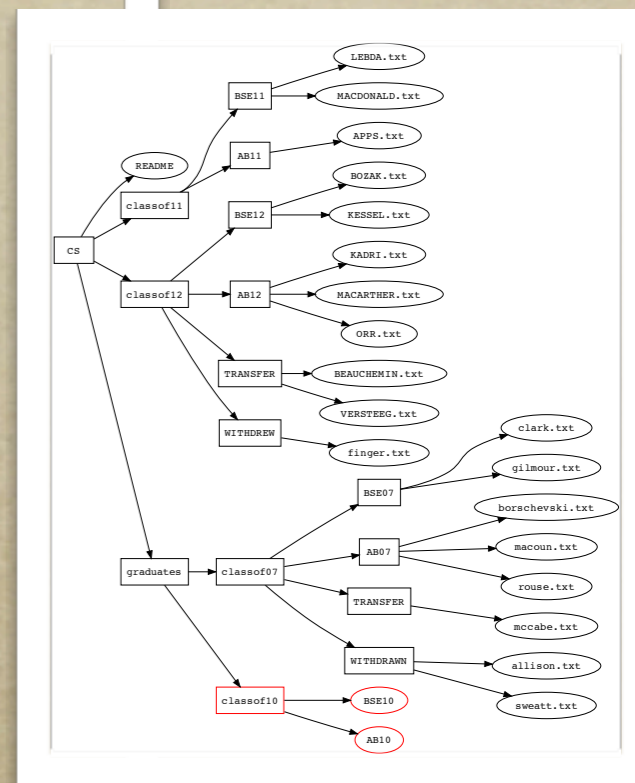 LEBDA.txt
BSE11
MACDONALD.txt
APPS.txt
AB11
README
BOZAK.txt
classof11
BSE12
KESSEL.txt
CS
KADRI.txt
classof12
AB12
MACARTHER.txt
ORR.txt
TRANSFER
BEAUCHEMIN.txt
VERSTEEG.txt
WITHDREW
finger.txt
clark.txt
gilmour.txt
BSE07
borschevski.txt
macoun.txt
AB07
graduates
classof07
rouse.txt
TRANSFER
mccabe.txt
WITHDRAWN
allison.txt
sweatt.txt
classof10
BSE10
AB10